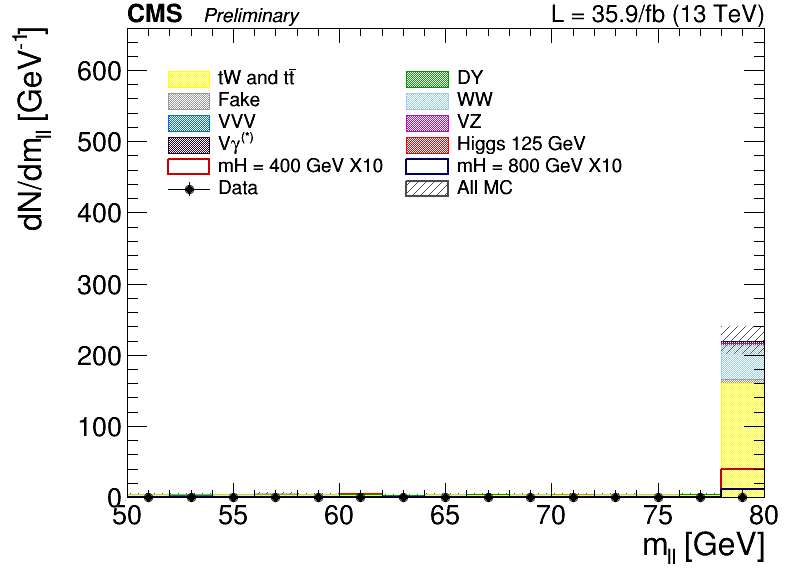 CMS Preliminary L = 35.9/fb (13 TeV)
dN/dm_ll [GeV^-1]
600
500
400
300
200
100
0
tW and tt̄ DY
Fake WW
VVV VZ
Vγ^(*) Higgs 125 GeV
mH = 400 GeV X10 mH = 800 GeV X10
Data All MC
50 55 60 65 70 75 80
m_ll [GeV]